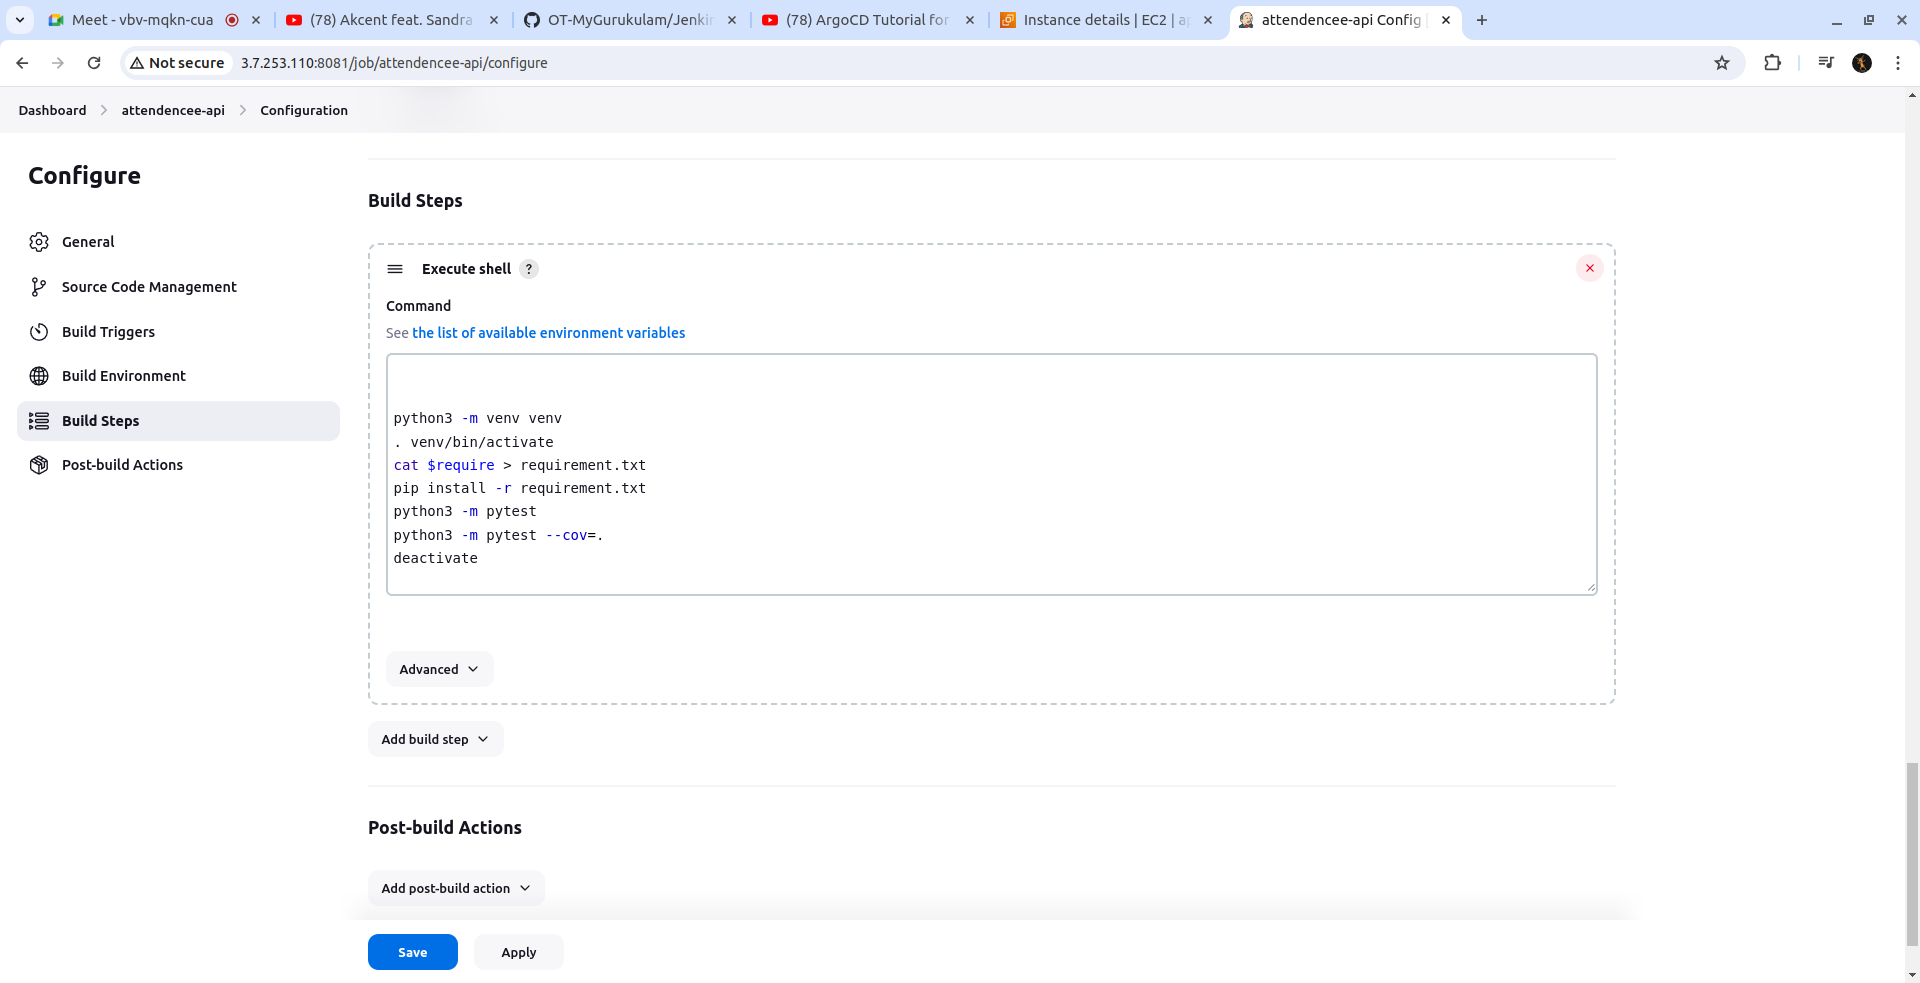 Meet - vbv-mqkn-cua
(78) Akcent feat. Sandra
OT-MyGurukulam/Jenkin
(78) ArgoCD Tutorial for
Instance details | EC2 | ap
attendencee-api Config [
Not secure
3.7.253.110:8081/job/attendencee-api/configure
Dashboard
attendencee-api
Configuration
Configure
General
Source Code Management
Build Triggers
Build Environment
Build Steps
Post-build Actions
Build Steps
Execute shell ?
Command
See the list of available environment variables
python3 -m venv venv
. venv/bin/activate
cat $require > requirement.txt
pip install -r requirement.txt
python3 -m pytest
python3 -m pytest --cov=.
deactivate
Advanced
Add build step
Post-build Actions
Add post-build action
Save
Apply